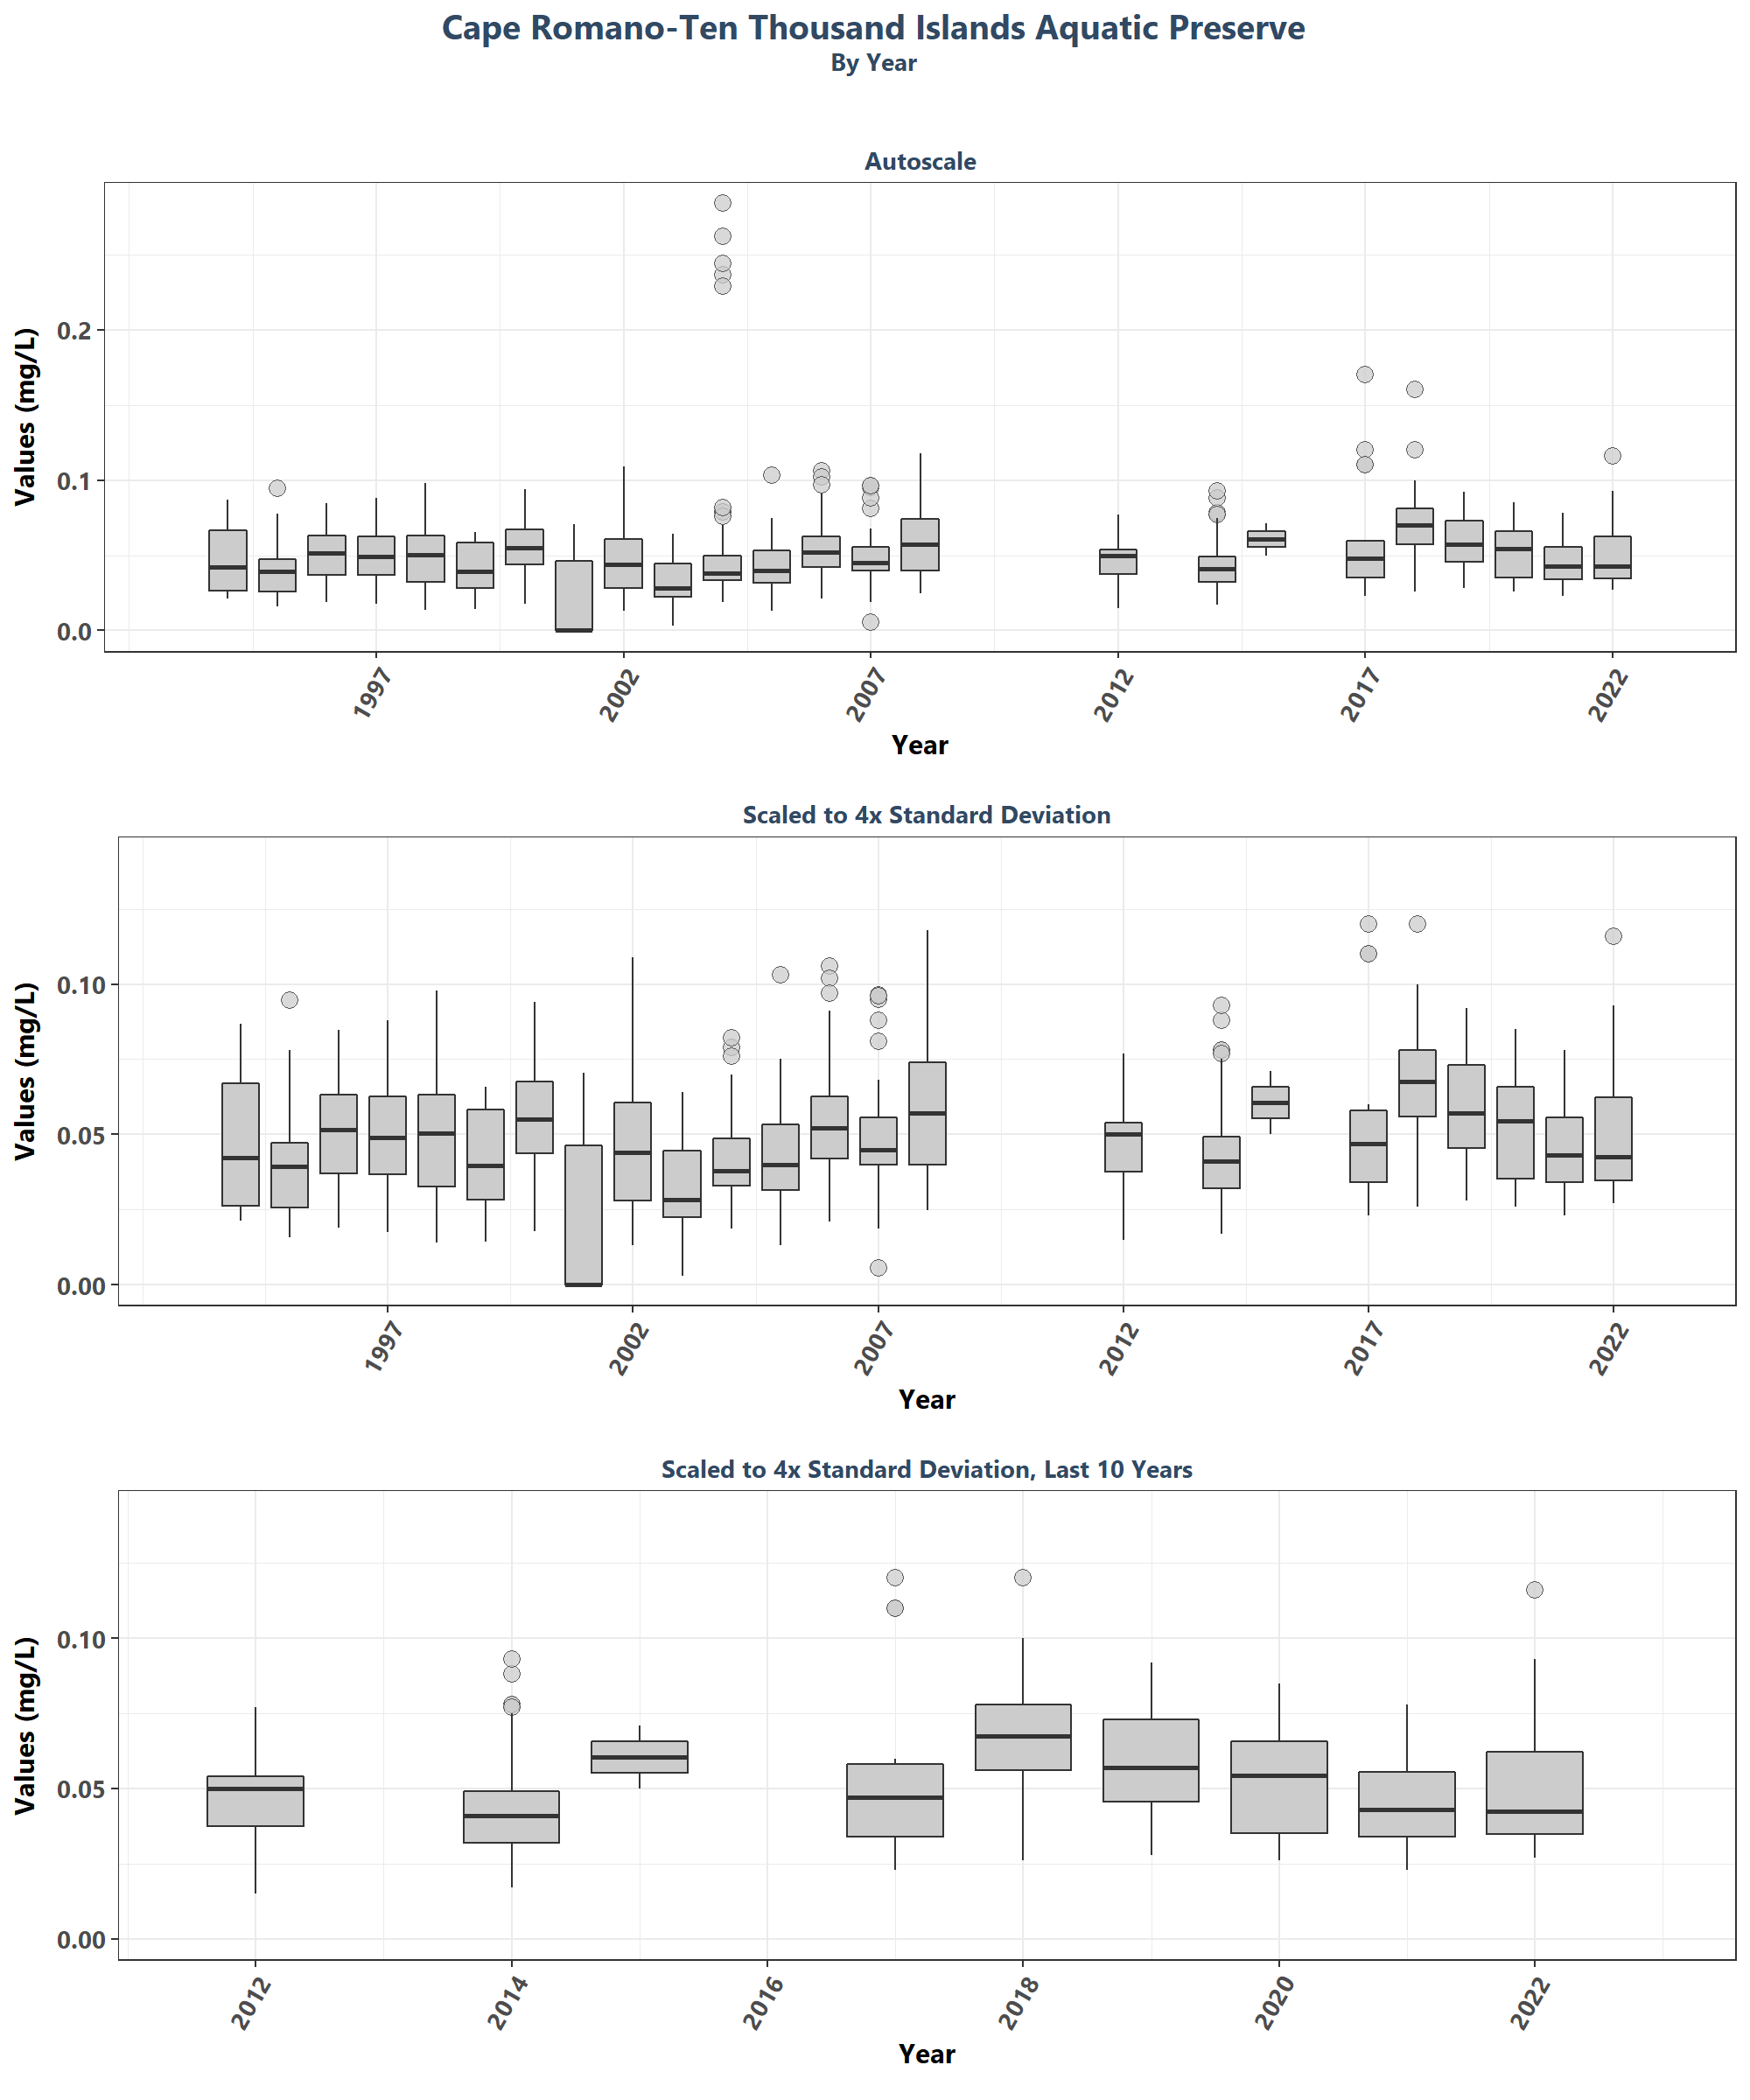 Cape Romano-Ten Thousand Islands Aquatic Preserve
By Year
Autoscale
Values (mg/L)
0.2
0.1
0.0
1997 2002 2007 2012 2017 2022
Year
Scaled to 4x Standard Deviation
Values (mg/L)
0.10
0.05
0.00
1997 2002 2007 2012 2017 2022
Year
Scaled to 4x Standard Deviation, Last 10 Years
Values (mg/L)
0.10
0.05
0.00
2012 2014 2016 2018 2020 2022
Year